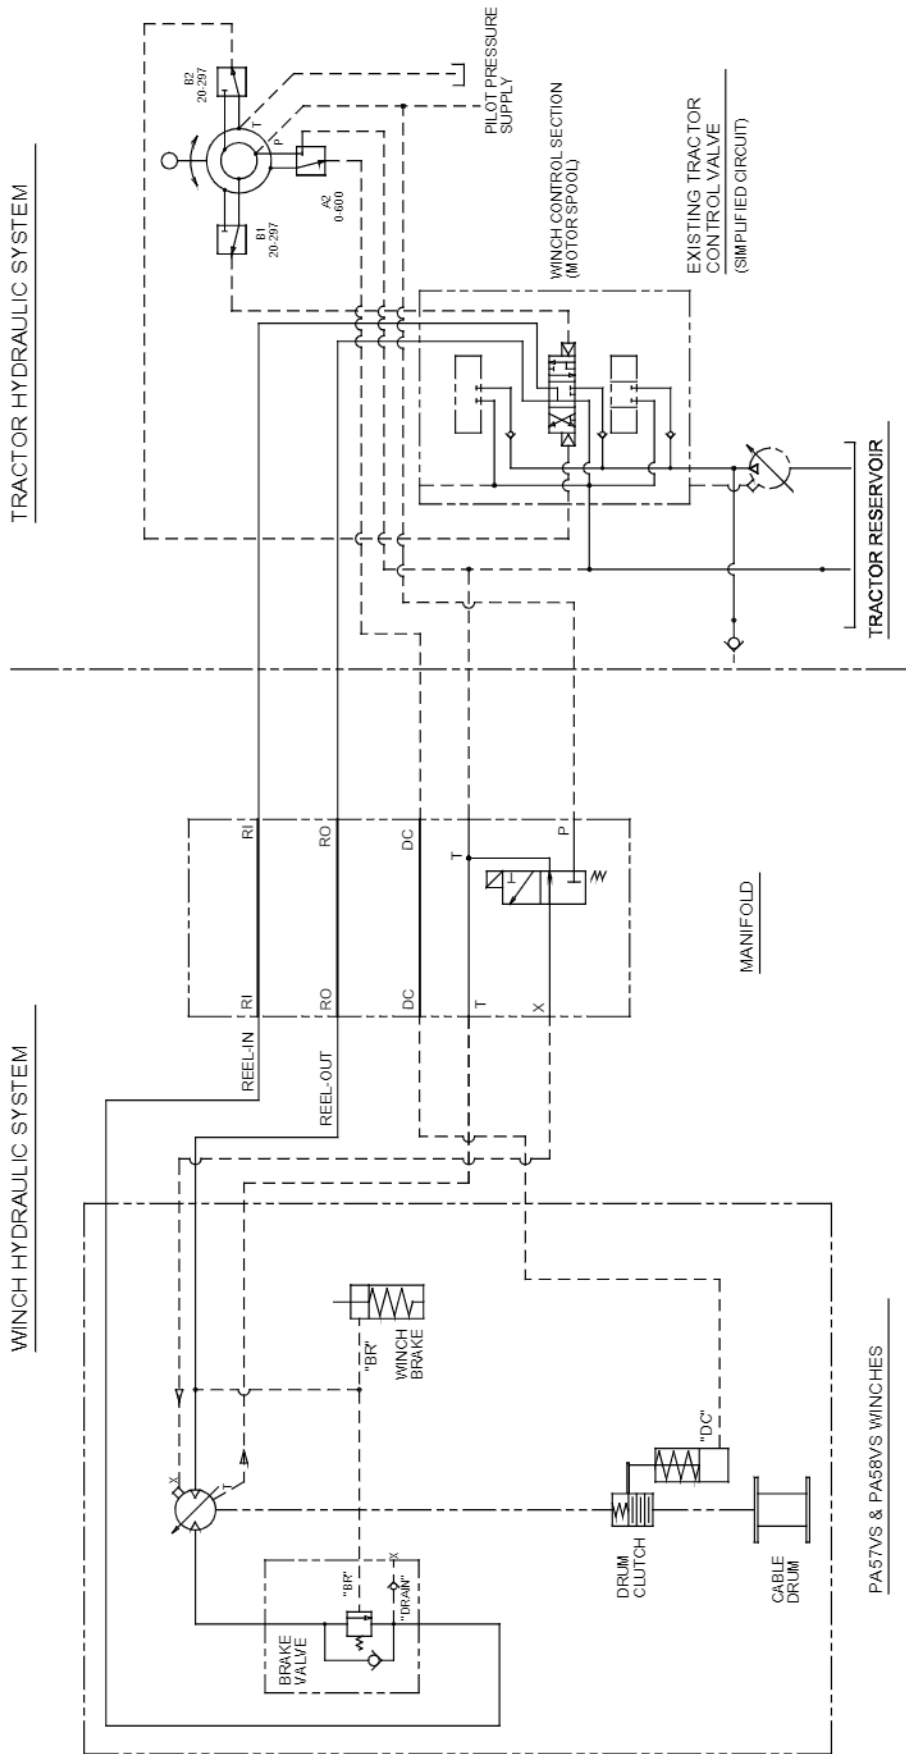 WINCH HYDRAULIC SYSTEM
TRACTOR HYDRAULIC SYSTEM
B2
20-297
T
P
B1
20-297
A2
0-600
PILOT PRESSURE
SUPPLY
WINCH CONTROL SECTION
(MOTOR SPOOL)
EXISTING TRACTOR
CONTROL VALVE
(SIMPLIFIED CIRCUIT)
TRACTOR RESERVOIR
REEL-IN
RI
RI
REEL-OUT
RO
RO
DC
DC
T
T
X
P
MANIFOLD
X
T
"BR"
WINCH
BRAKE
BRAKE
VALVE
"BR"
"DRAIN"
X
DRUM
CLUTCH
"DC"
CABLE
DRUM
PA57VS & PA58VS WINCHES